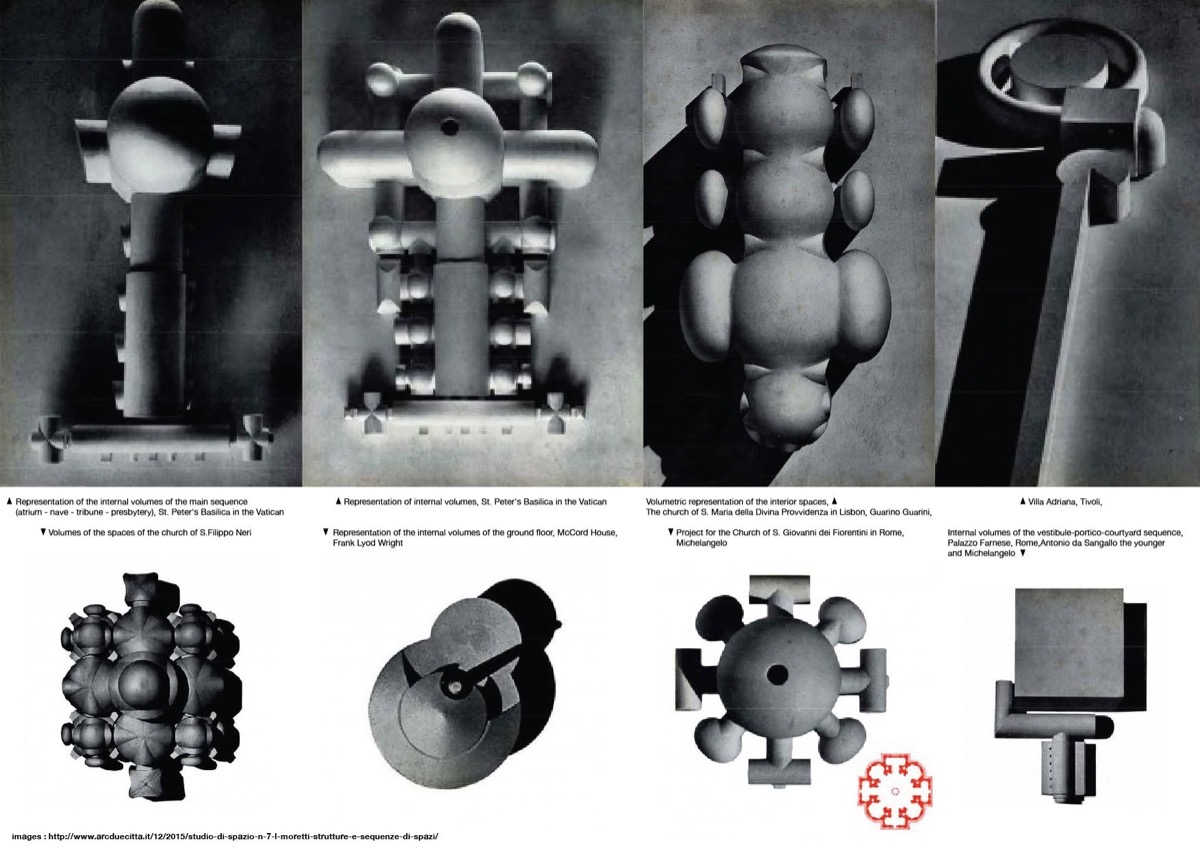 ▲ Representation of the internal volumes of the main sequence
(atrium - nave - tribune - presbytery), St. Peter's Basilica in the Vatican
▲ Representation of internal volumes, St. Peter's Basilica in the Vatican
Volumetric representation of the interior spaces, ▲
The church of S. Maria della Divina Provvidenza in Lisbon, Guarino Guarini,
▲ Villa Adriana, Tivoli,
▼ Volumes of the spaces of the church of S.Filippo Neri
▼ Representation of the internal volumes of the ground floor, McCord House,
Frank Lyod Wright
▼ Project for the Church of S. Giovanni dei Fiorentini in Rome,
Michelangelo
Internal volumes of the vestibule-portico-courtyard sequence,
Palazzo Farnese, Rome,Antonio da Sangallo the younger
and Michelangelo ▼
images : http://www.arcduecitta.it/12/2015/studio-di-spazio-n-7-l-moretti-strutture-e-sequenze-di-spazi/